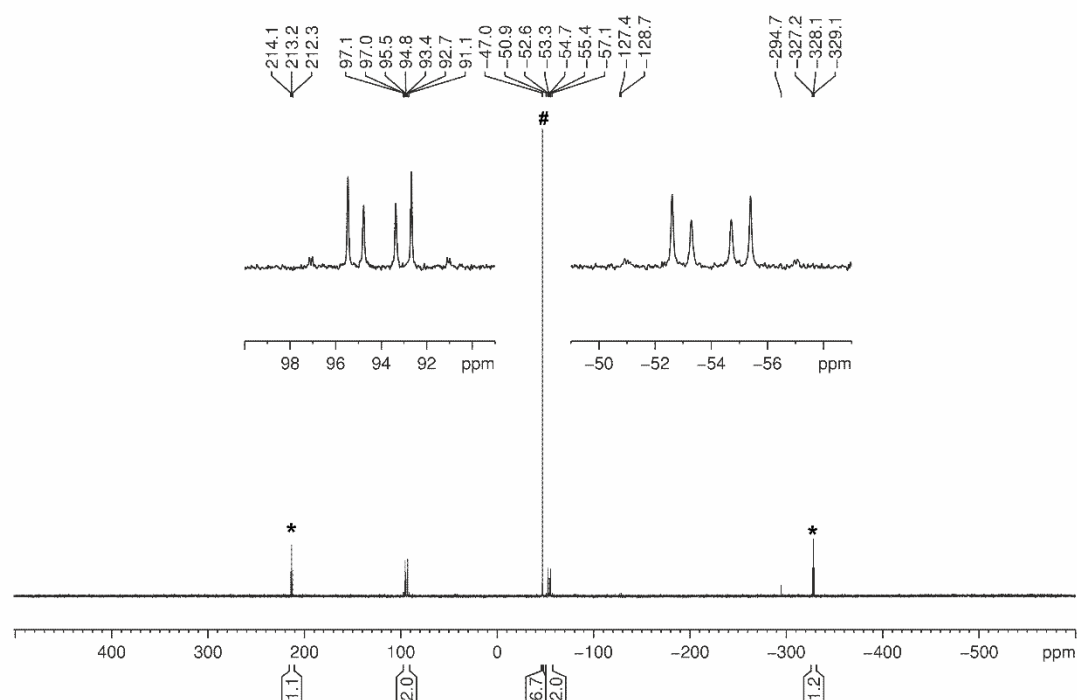 214.1 213.2 212.3 97.1 97.0 95.5 94.8 93.4 92.7 91.1 -47.0 -50.9 -52.6 -53.3 -54.7 -55.4 -57.1 -127.4 -128.7 -294.7 -327.2 -328.1 -329.1
#
98 96 94 92 ppm -50 -52 -54 -56 ppm
* *
400 300 200 100 0 -100 -200 -300 -400 -500 ppm
1.1 2.0 6.7 2.0 1.2